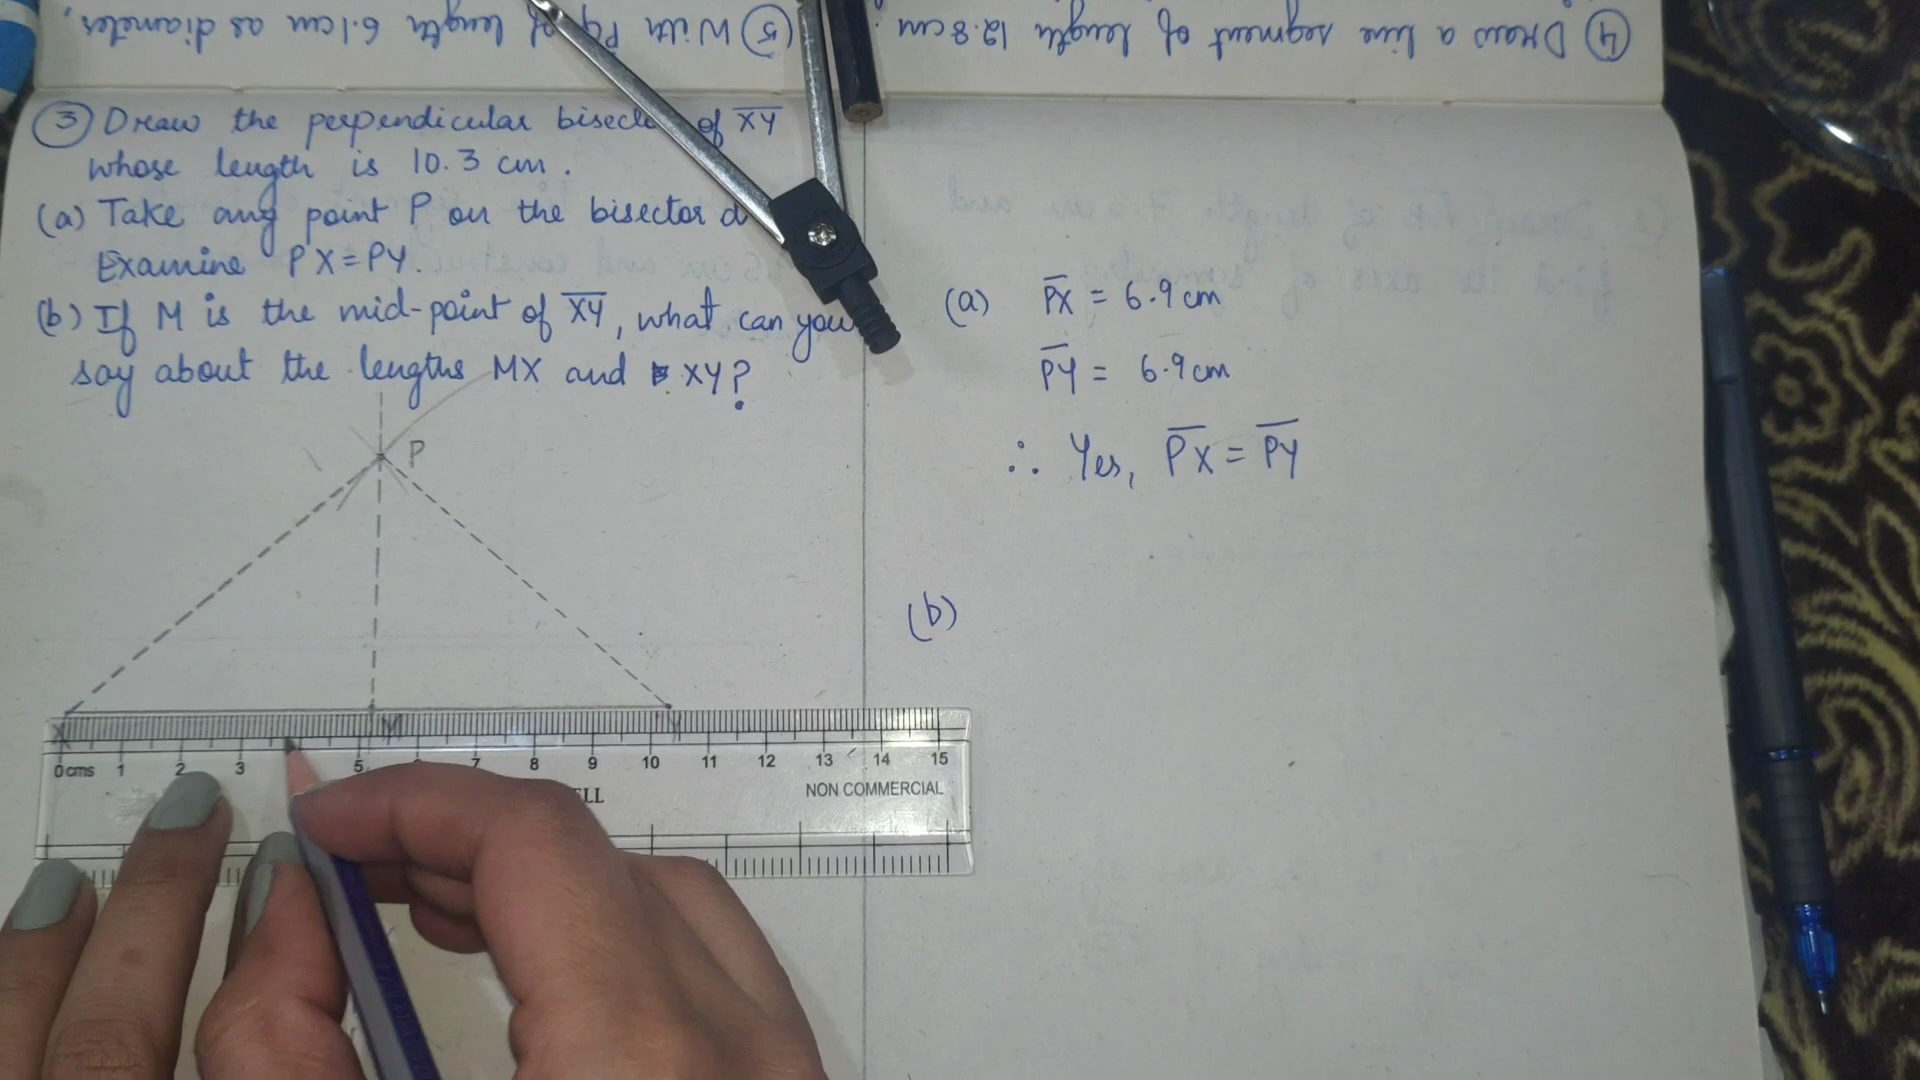 ④ Draw a line segment of length 12.8 cm
⑤ With PQ of length 6.1cm as diameter,
③ Draw the perpendicular of XY
whose length is 10.3 cm.
(a) Take any point P on the bisector
Examine PX=PY.
(b) If M is the mid-point of XY, what can you
say about the lengths MX and XY?
(a) PX = 6.9 cm
PY = 6.9 cm
∴ Yes, PX = PY
(b)
P
X M Y
0 cms 1 2 3 5 7 8 9 10 11 12 13 14 15
NON COMMERCIAL